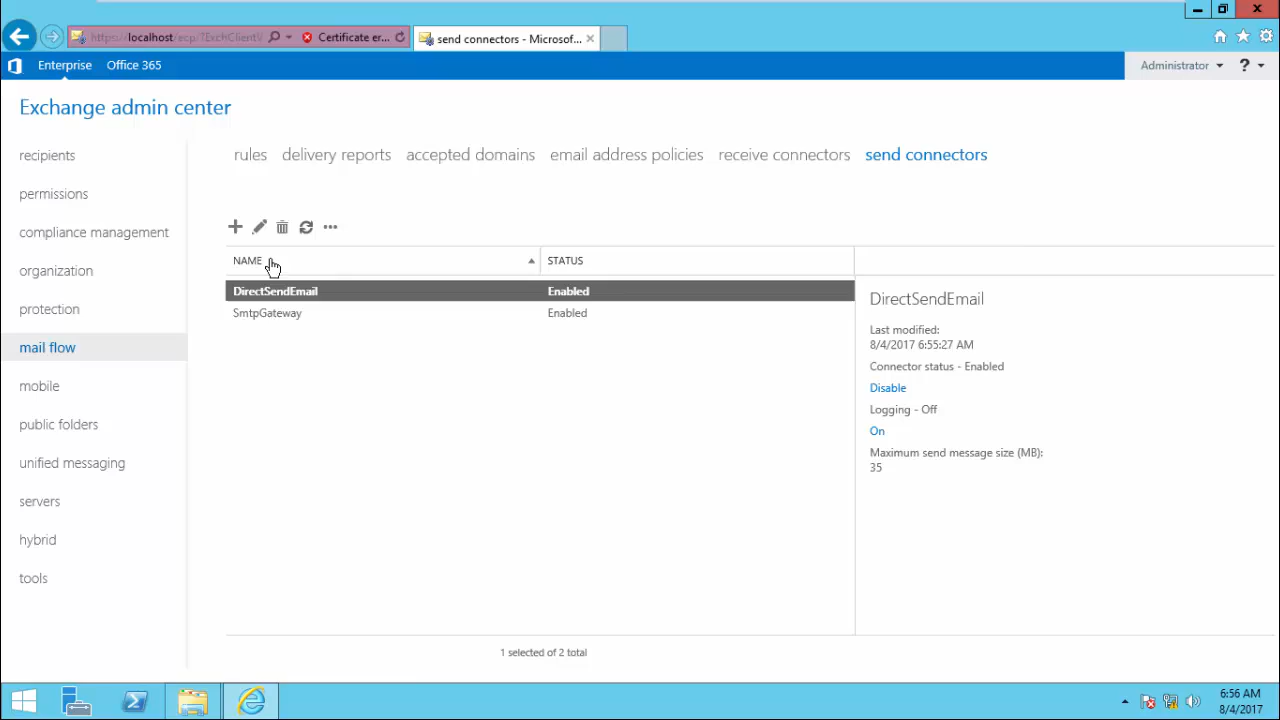 https://localhost/ecp/?ExchClientV
Certificate er...
send connectors - Microsof...
Enterprise
Office 365
Administrator
?
Exchange admin center
recipients
permissions
compliance management
organization
protection
mail flow
mobile
public folders
unified messaging
servers
hybrid
tools
rules
delivery reports
accepted domains
email address policies
receive connectors
send connectors
NAME
STATUS
DirectSendEmail
Enabled
SmtpGateway
Enabled
DirectSendEmail
Last modified:
8/4/2017 6:55:27 AM
Connector status - Enabled
Disable
Logging - Off
On
Maximum send message size (MB):
35
1 selected of 2 total
6:56 AM
8/4/2017